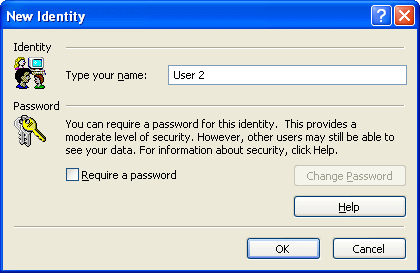 New Identity
Identity
Type your name: User 2
Password
You can require a password for this identity. This provides a
moderate level of security. However, other users may still be able to
see your data. For information about security, click Help.
Require a password
Change Password
Help
OK Cancel